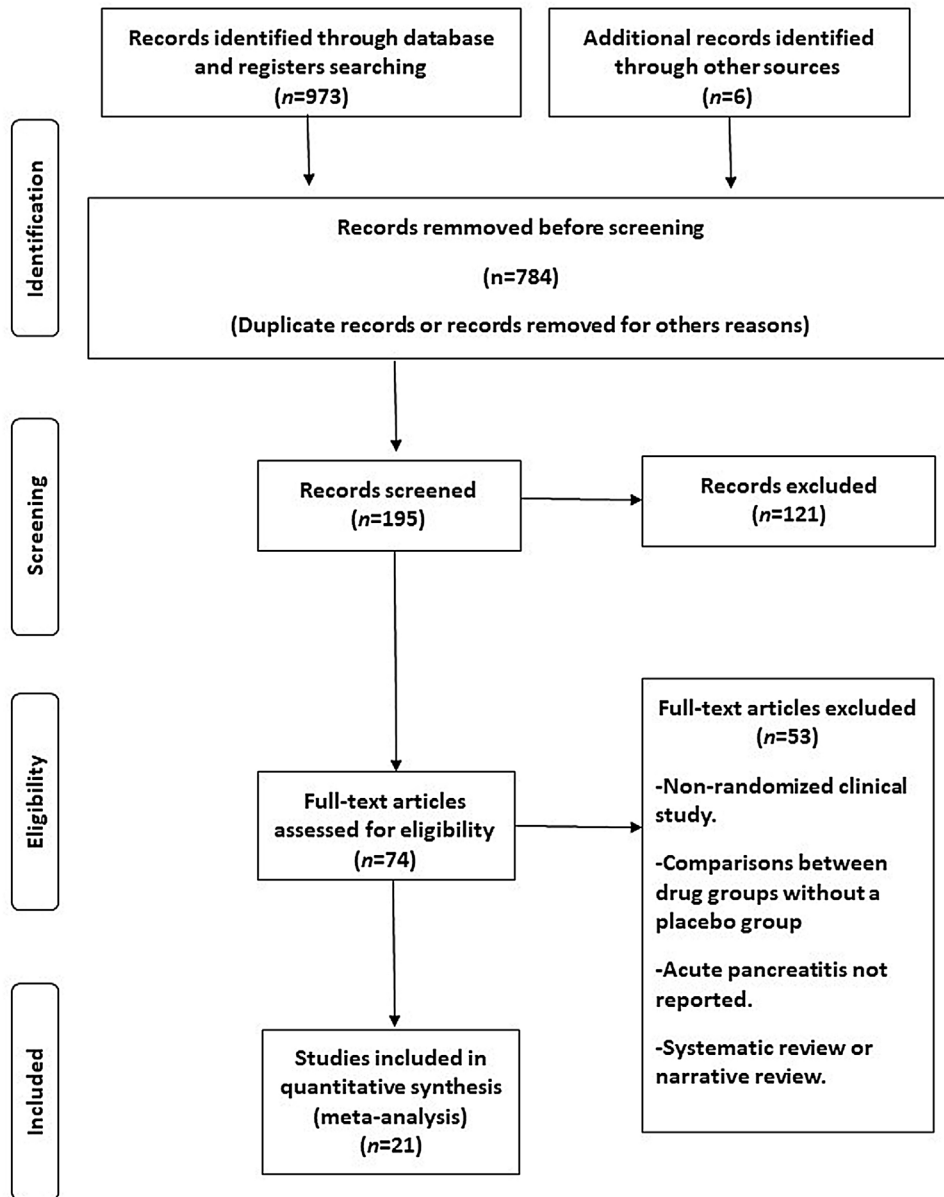 Records identified through database
and registers searching
(n=973)
Additional records identified
through other sources
(n=6)
Identification
Records remmoved before screening
(n=784)
(Duplicate records or records removed for others reasons)
Screening
Records screened
(n=195)
Records excluded
(n=121)
Eligibility
Full-text articles
assessed for eligibility
(n=74)
Full-text articles excluded
(n=53)
-Non-randomized clinical
study.
-Comparisons between
drug groups without a
placebo group
-Acute pancreatitis not
reported.
-Systematic review or
narrative review.
Included
Studies included in
quantitative synthesis
(meta-analysis)
(n=21)